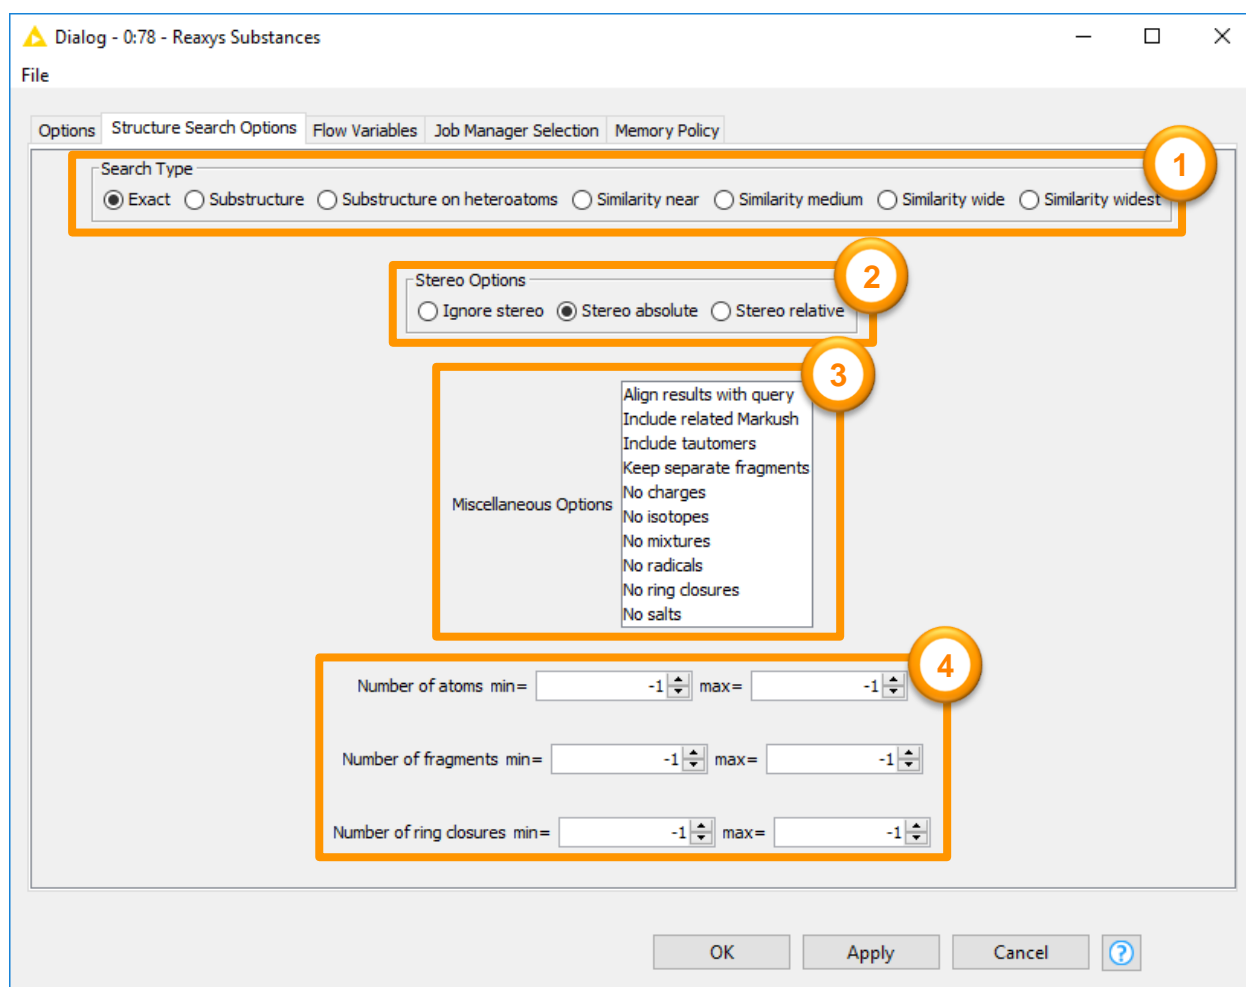 Dialog - 0:78 - Reaxys Substances
File
Options Structure Search Options Flow Variables Job Manager Selection Memory Policy
1
Search Type
Exact Substructure Substructure on heteroatoms Similarity near Similarity medium Similarity wide Similarity widest
2
Stereo Options
Ignore stereo Stereo absolute Stereo relative
3
Miscellaneous Options
Align results with query
Include related Markush
Include tautomers
Keep separate fragments
No charges
No isotopes
No mixtures
No radicals
No ring closures
No salts
4
Number of atoms min= -1 max= -1
Number of fragments min= -1 max= -1
Number of ring closures min= -1 max= -1
OK Apply Cancel ?